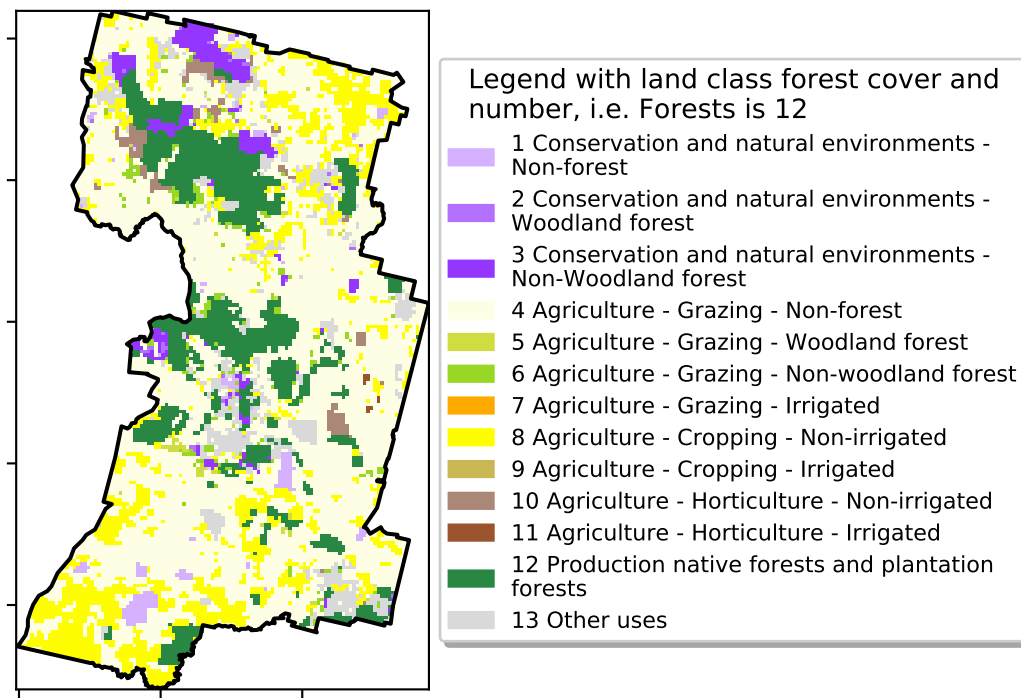 Legend with land class forest cover and
number, i.e. Forests is 12
1 Conservation and natural environments -
Non-forest
2 Conservation and natural environments -
Woodland forest
3 Conservation and natural environments -
Non-Woodland forest
4 Agriculture - Grazing - Non-forest
5 Agriculture - Grazing - Woodland forest
6 Agriculture - Grazing - Non-woodland forest
7 Agriculture - Grazing - Irrigated
8 Agriculture - Cropping - Non-irrigated
9 Agriculture - Cropping - Irrigated
10 Agriculture - Horticulture - Non-irrigated
11 Agriculture - Horticulture - Irrigated
12 Production native forests and plantation
forests
13 Other uses